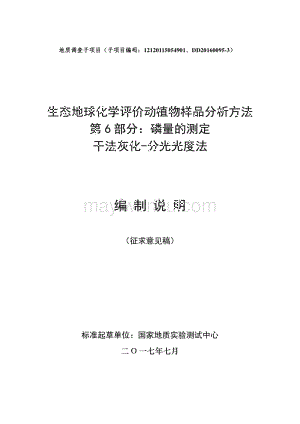 地质调查子项目（子项目编码：12120115054901、DD20160095-3）
生态地球化学评价动植物样品分析方法
第6部分：磷量的测定
干法灰化-分光光度法
编 制 说 明
（征求意见稿）
标准起草单位：国家地质实验测试中心
二〇一七年七月